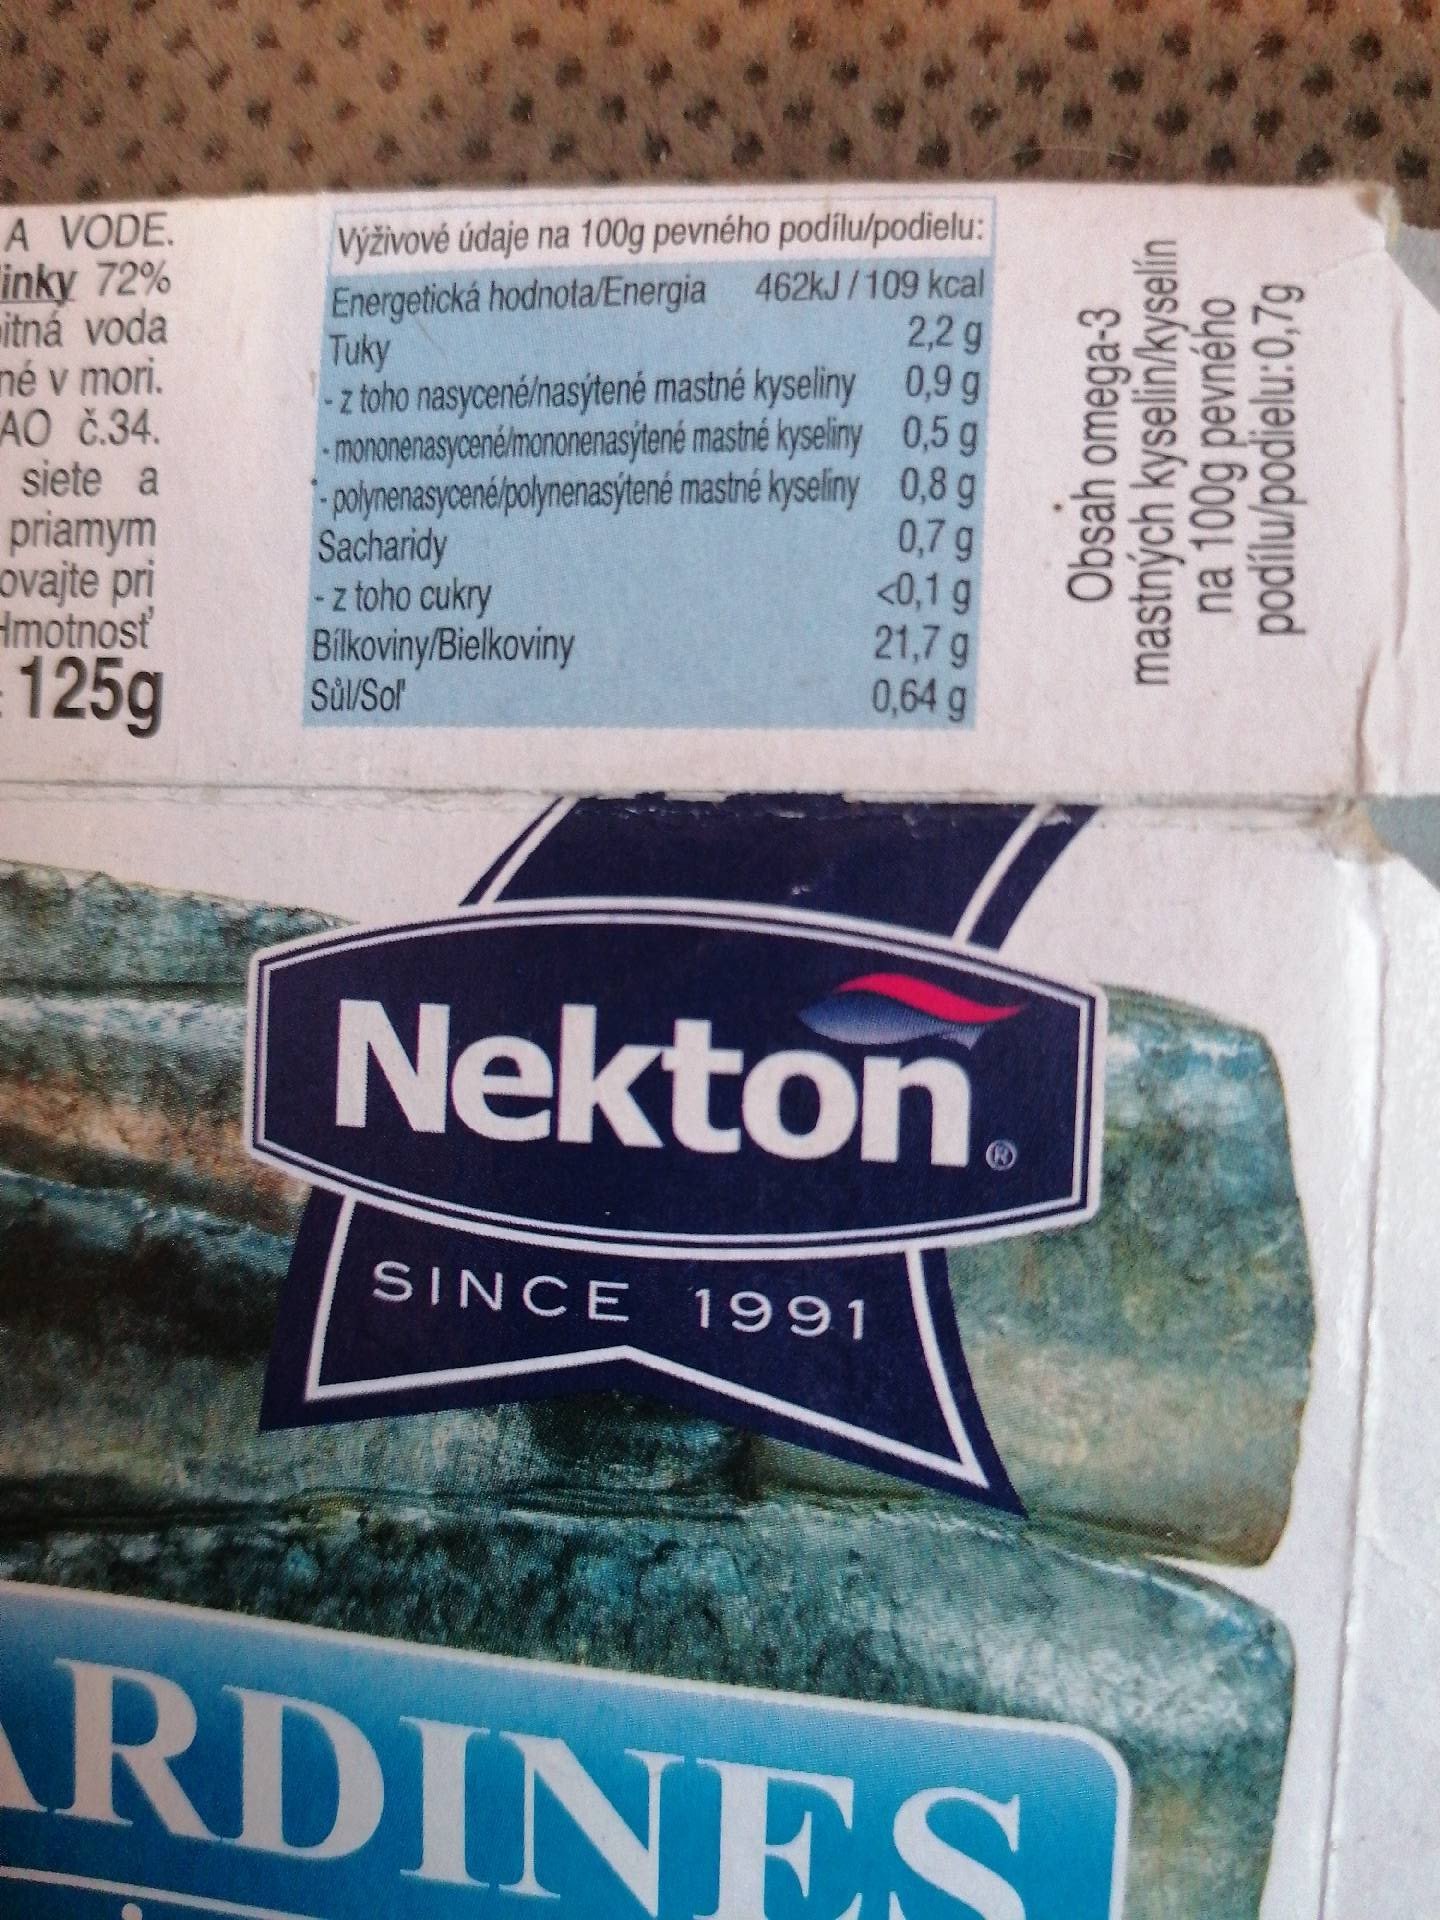 A VODE.
inky 72%
itná voda
né v mori.
AO č.34.
siete a
priamym
ovajte pri
Hmotnosť
125g
Výživové údaje na 100g pevného podílu/podielu:
Energetická hodnota/Energia 462kJ / 109 kcal
Tuky 2,2 g
- z toho nasycené/nasýtené mastné kyseliny 0,9 g
- mononenasycené/mononenasýtené mastné kyseliny 0,5 g
- polynenasycené/polynenasýtené mastné kyseliny 0,8 g
Sacharidy 0,7 g
- z toho cukry <0,1 g
Bílkoviny/Bielkoviny 21,7 g
Sůl/Soľ 0,64 g
Obsah omega-3
mastných kyselin/kyselín
na 100g pevného
podílu/podielu:0,7g
Nekton®
SINCE 1991
ARDINES